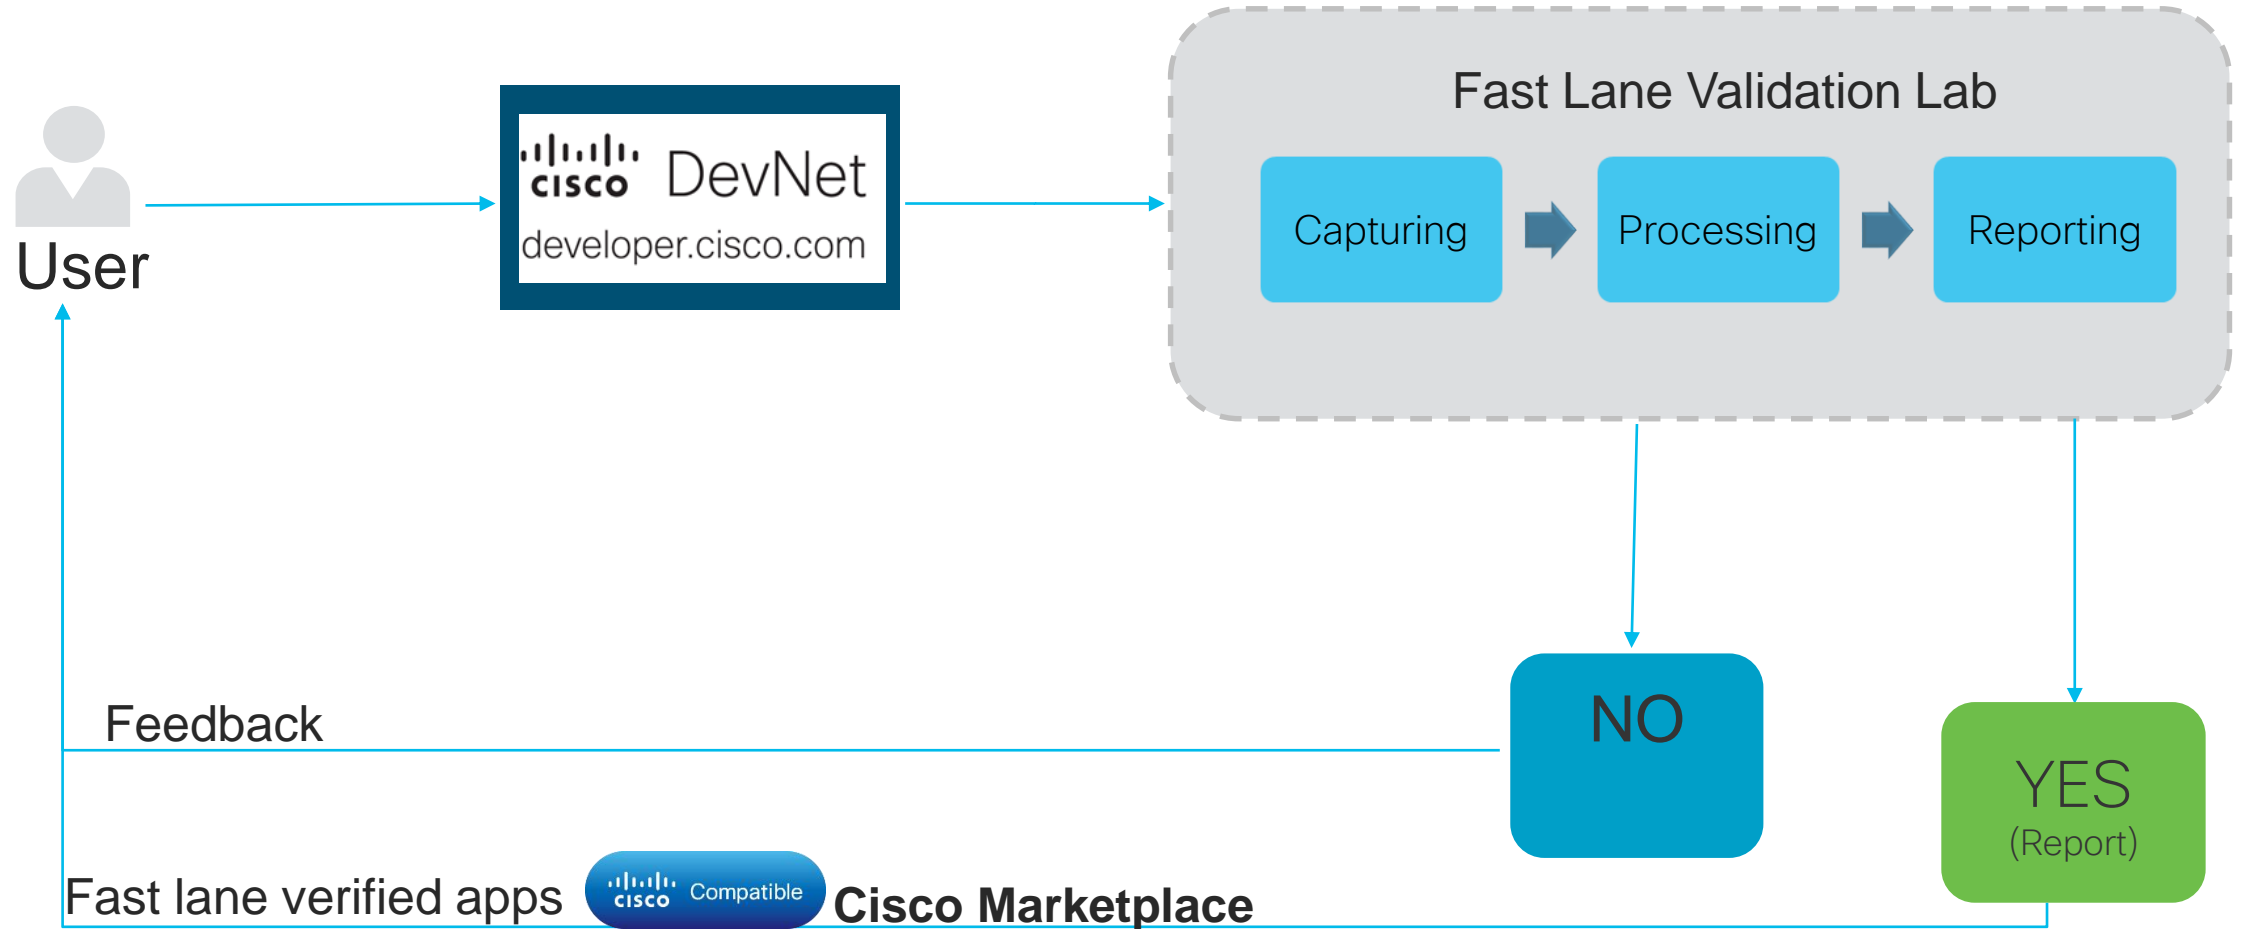 Fast Lane Validation Lab
User
CISCO DevNet
developer.cisco.com
Capturing
Processing
Reporting
NO
YES
(Report)
Feedback
Fast lane verified apps
CISCO Compatible
Cisco Marketplace